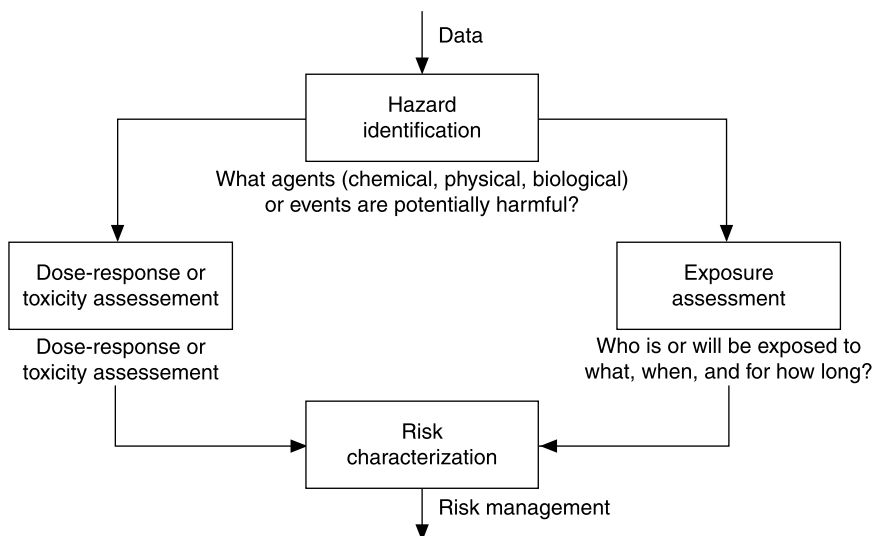 Data
Hazard
identification
What agents (chemical, physical, biological)
or events are potentially harmful?
Dose-response or
toxicity assessement
Exposure
assessment
Dose-response or
toxicity assessement
Who is or will be exposed to
what, when, and for how long?
Risk
characterization
Risk management